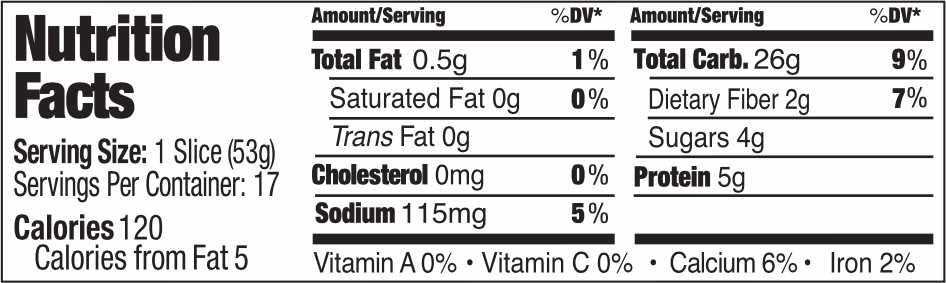 Nutrition
Facts
Serving Size: 1 Slice (53g)
Servings Per Container: 17
Calories 120
Calories from Fat 5
Amount/Serving %DV*
Total Fat 0.5g 1%
Saturated Fat 0g 0%
Trans Fat 0g
Cholesterol 0mg 0%
Sodium 115mg 5%
Amount/Serving %DV*
Total Carb. 26g 9%
Dietary Fiber 2g 7%
Sugars 4g
Protein 5g
Vitamin A 0% • Vitamin C 0% • Calcium 6% • Iron 2%